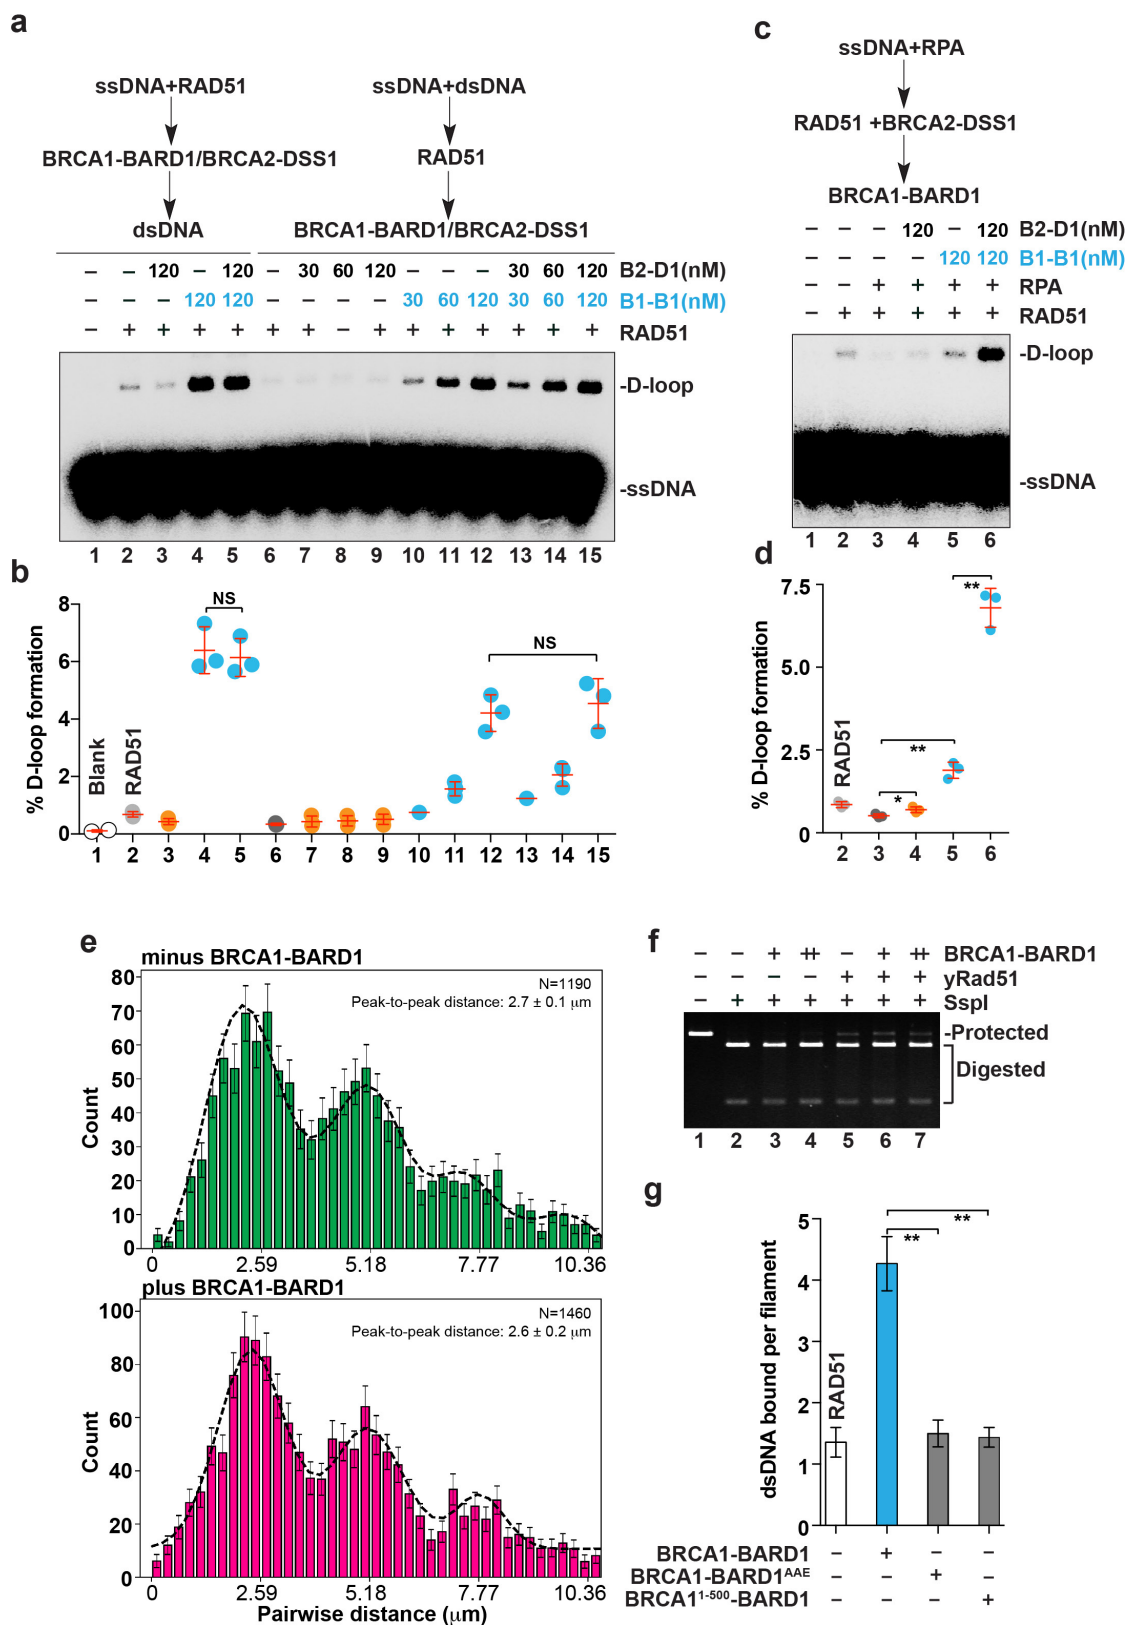 a
ssDNA+RAD51
ssDNA+dsDNA
BRCA1-BARD1/BRCA2-DSS1
RAD51
dsDNA
BRCA1-BARD1/BRCA2-DSS1
– – 120 – 120 – 30 60 120 – – – 30 60 120 B2-D1(nM)
– – – 120 120 – – – – 30 60 120 30 60 120 B1-B1(nM)
– + + + + + + – + + + + + + + RAD51
-D-loop
-ssDNA
1 2 3 4 5 6 7 8 9 10 11 12 13 14 15
b
% D-loop formation
8
6
4
2
0
Blank
RAD51
NS
NS
1 2 3 4 5 6 7 8 9 10 11 12 13 14 15
c
ssDNA+RPA
RAD51 +BRCA2-DSS1
BRCA1-BARD1
– – – 120 – 120 B2-D1(nM)
– – – – 120 120 B1-B1(nM)
– – + + + + RPA
– + + + + + RAD51
-D-loop
-ssDNA
1 2 3 4 5 6
d
% D-loop formation
7.5
5.0
2.5
0
RAD51
*
**
**
2 3 4 5 6
e
minus BRCA1-BARD1
N=1190
Peak-to-peak distance: 2.7 ± 0.1 μm
Count
80
70
60
50
40
30
20
10
0
0 2.59 5.18 7.77 10.36
plus BRCA1-BARD1
N=1460
Peak-to-peak distance: 2.6 ± 0.2 μm
Count
100
80
60
40
20
0
0 2.59 5.18 7.77 10.36
Pairwise distance (μm)
f
– – + ++ – + ++ BRCA1-BARD1
– – – – + + + yRad51
– + + + + + + SspI
-Protected
Digested
1 2 3 4 5 6 7
g
dsDNA bound per filament
5
4
3
2
1
0
RAD51
**
**
BRCA1-BARD1 – + – –
BRCA1-BARD1AAE – – + –
BRCA11-500-BARD1 – – – +